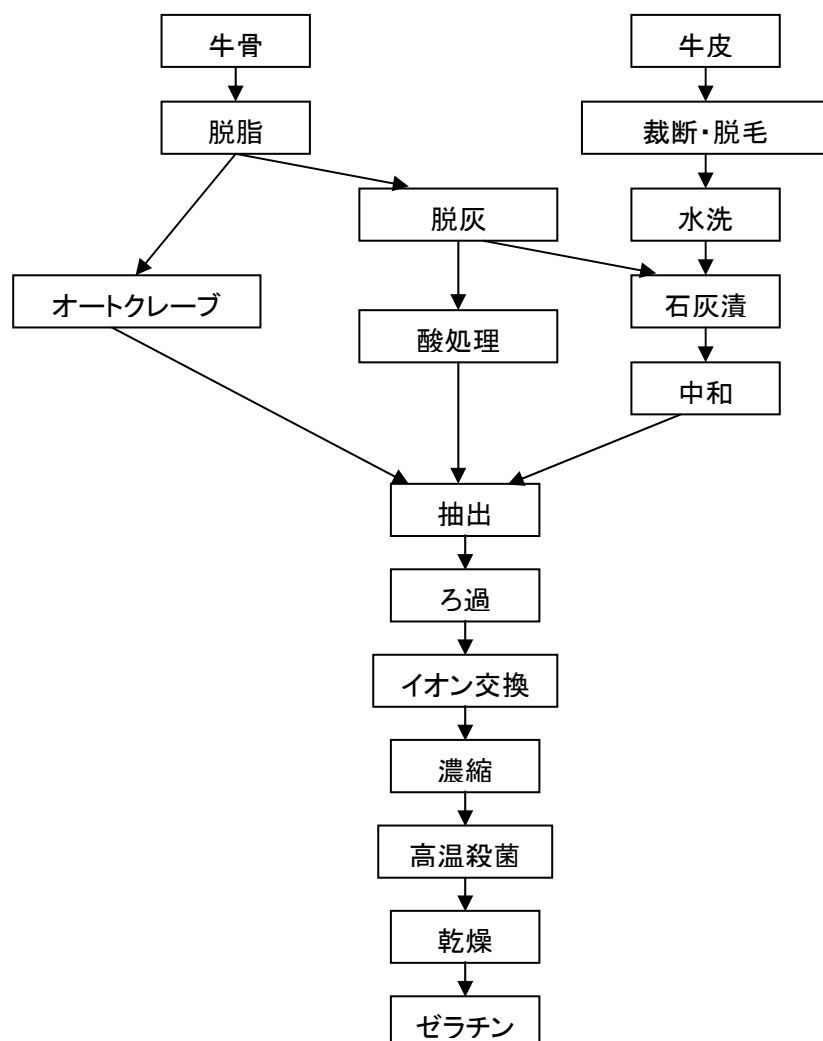 牛骨
牛皮
脱脂
裁断・脱毛
脱灰
水洗
オートクレーブ
石灰漬
酸処理
中和
抽出
ろ過
イオン交換
濃縮
高温殺菌
乾燥
ゼラチン